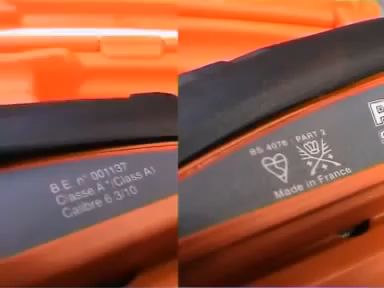 B.E. n° 001137
Classe A*/(Class A)
Calibre 6 3/10
BS 4078 PART 2
Made in France